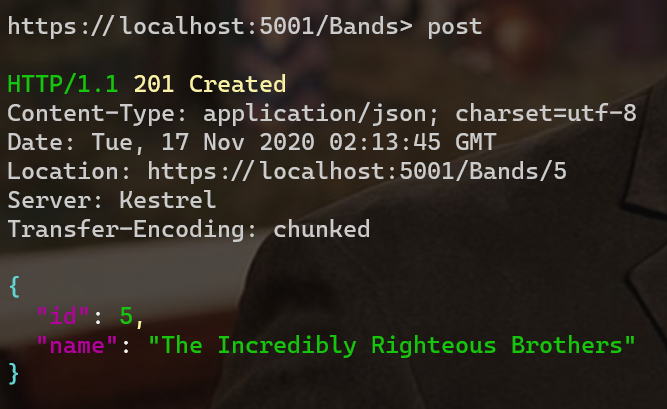 https://localhost:5001/Bands> post
HTTP/1.1 201 Created
Content-Type: application/json; charset=utf-8
Date: Tue, 17 Nov 2020 02:13:45 GMT
Location: https://localhost:5001/Bands/5
Server: Kestrel
Transfer-Encoding: chunked
{
  "id": 5,
  "name": "The Incredibly Righteous Brothers"
}